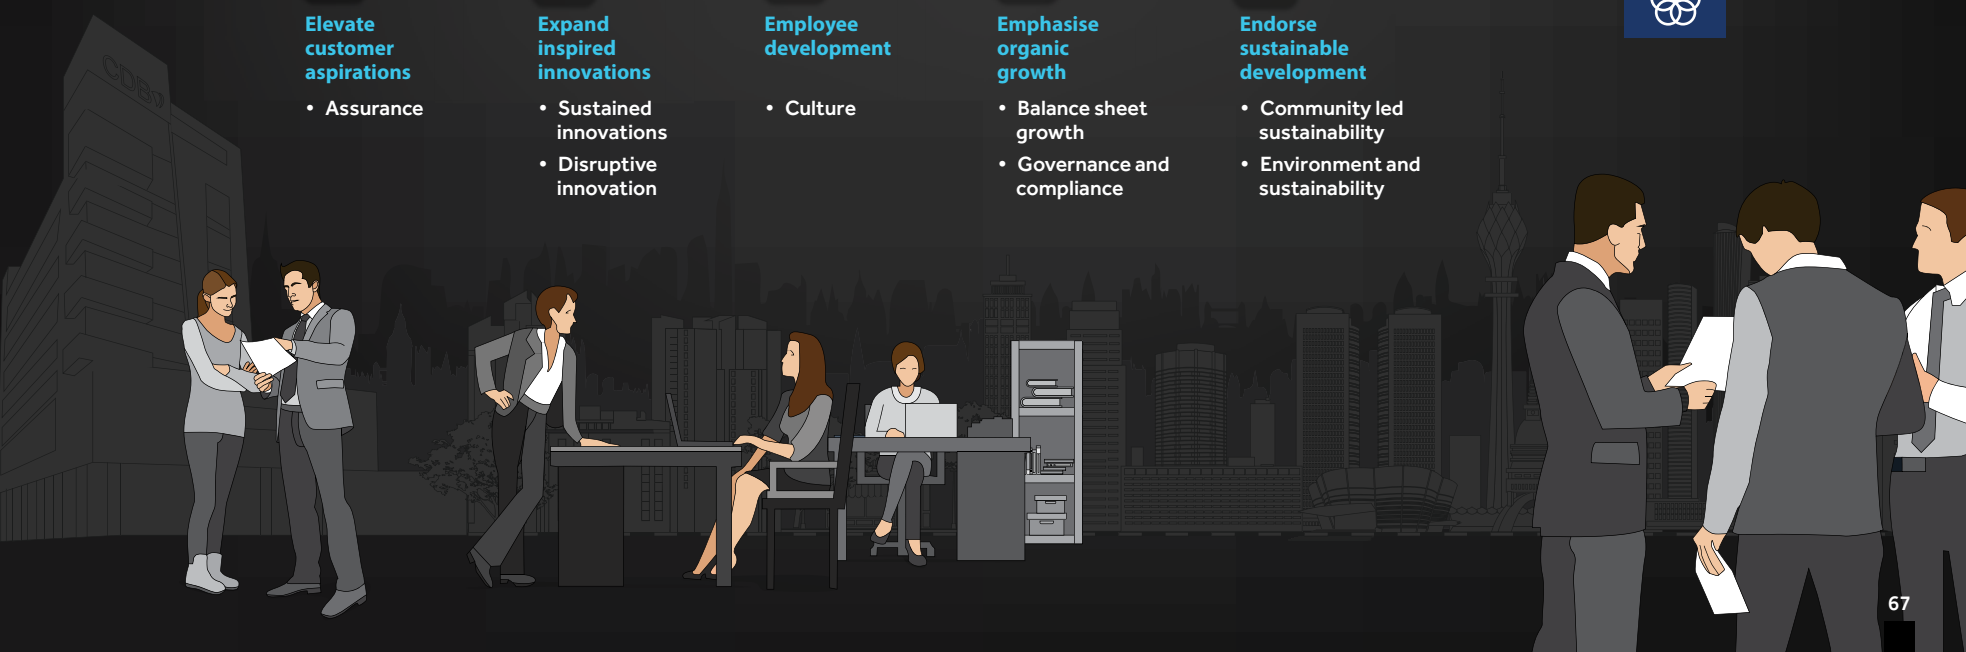 Elevate
customer
aspirations
• Assurance
Expand
inspired
innovations
• Sustained
innovations
• Disruptive
innovation
Employee
development
• Culture
Emphasise
organic
growth
• Balance sheet
growth
• Governance and
compliance
Endorse
sustainable
development
• Community led
sustainability
• Environment and
sustainability
CDB
67